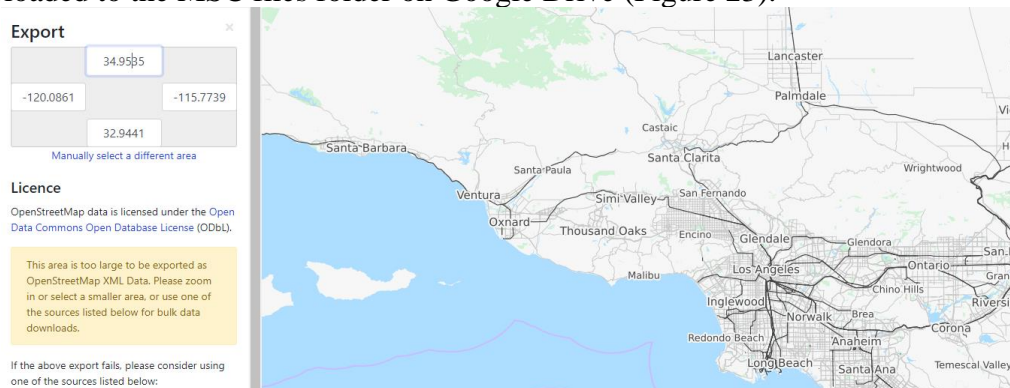 loaded to the MSC files folder on Google Drive (Figure 25).
Export ×
34.9535
-120.0861 -115.7739
32.9441
Manually select a different area
Licence
OpenStreetMap data is licensed under the Open
Data Commons Open Database License (ODbL).
This area is too large to be exported as
OpenStreetMap XML Data. Please zoom
in or select a smaller area, or use one of
the sources listed below for bulk data
downloads.
If the above export fails, please consider using
one of the sources listed below:
Lancaster
Palmdale
Vi
Castaic
Santa Barbara
Santa Clarita
Santa Paula
Wrightwood
Ventura
Simi Valley
San Fernando
Oxnard
Thousand Oaks
Encino
Glendale
Glendora
San
Los Angeles
Ontario
Gran
Malibu
Chino Hills
Inglewood
Riversi
Norwalk
Brea
Corona
Redondo Beach
Anaheim
Long Beach
Santa Ana
Temescal Valley